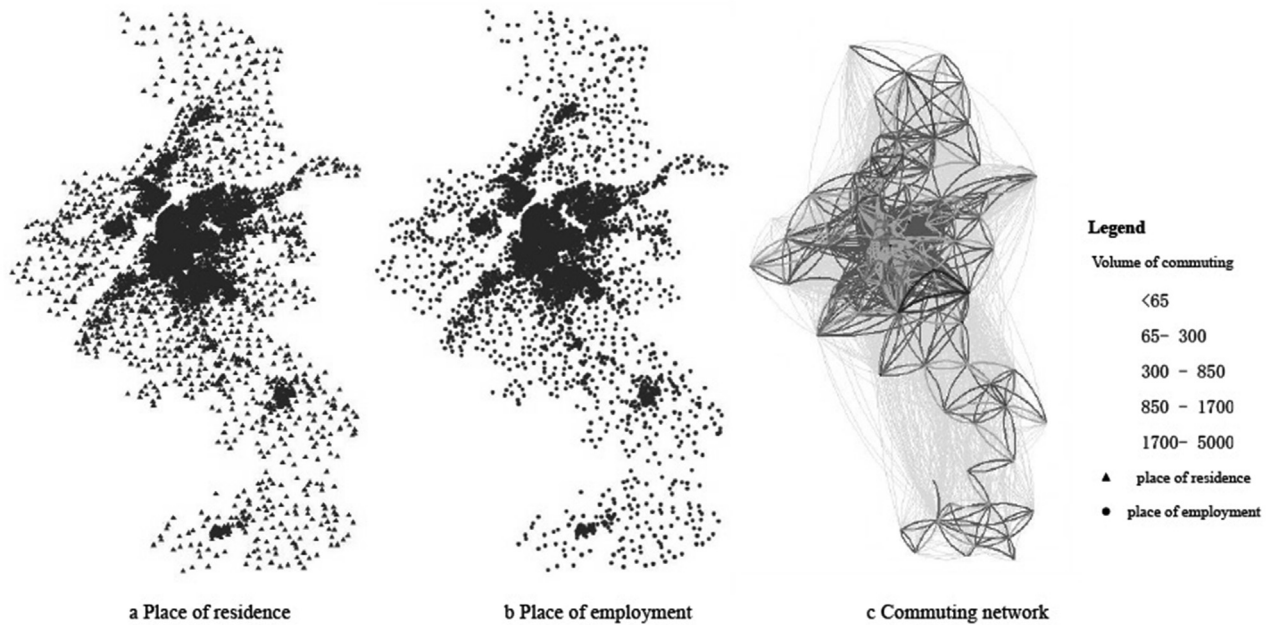 Legend
Volume of commuting
<65
65- 300
300 - 850
850 - 1700
1700- 5000
place of residence
place of employment
a Place of residence
b Place of employment
c Commuting network